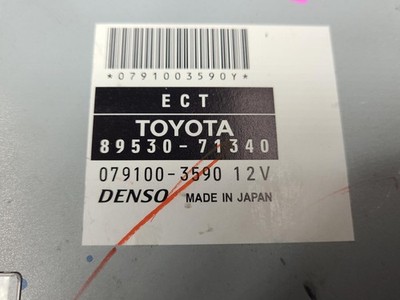 *0791003590Y*
ECT
TOYOTA
89530-71340
079100-3590 12V
DENSO MADE IN JAPAN